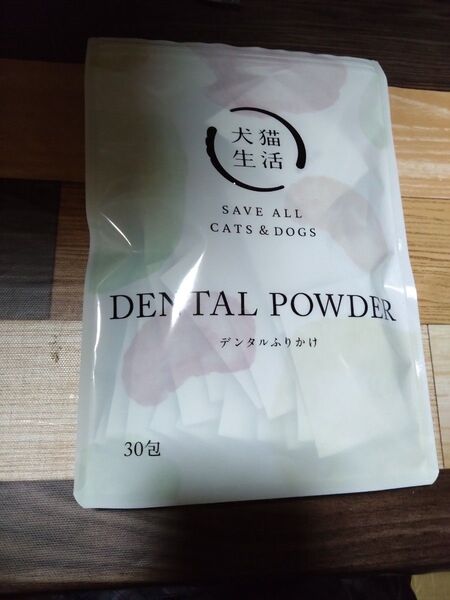 犬猫
生活
SAVE ALL
CATS & DOGS
DENTAL POWDER
デンタルふりかけ
30包